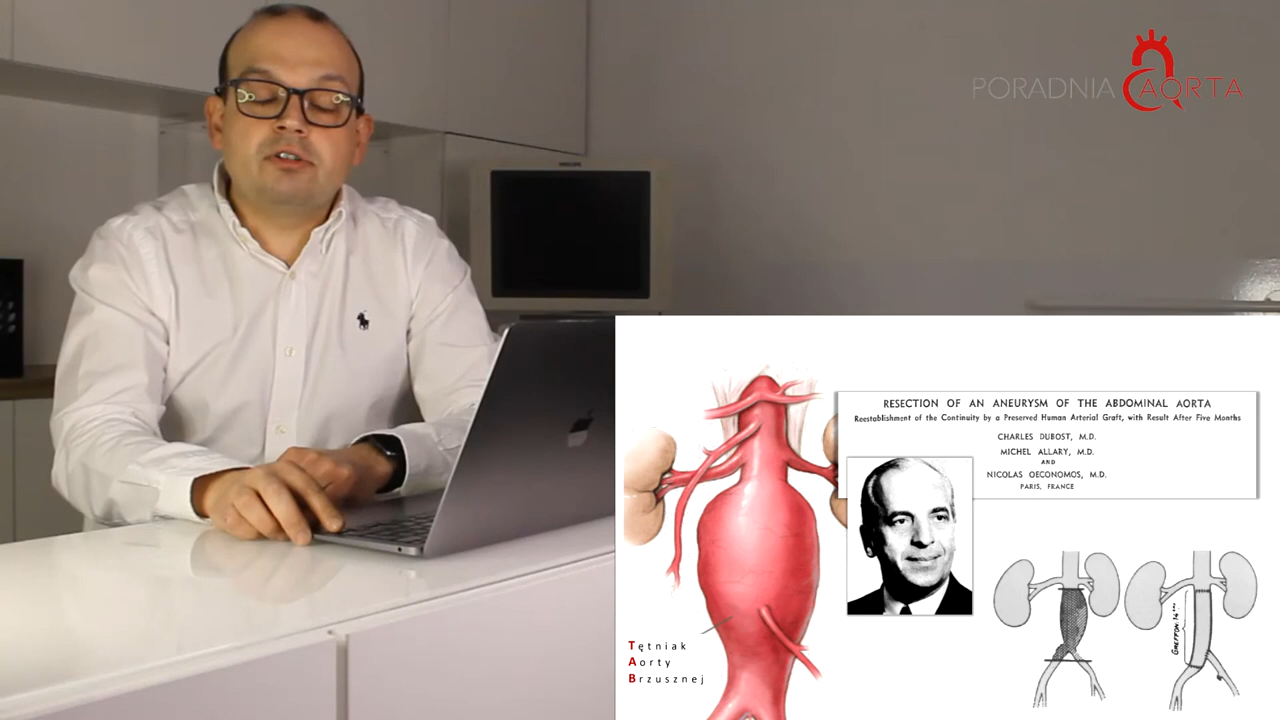 PORADNIA AORTA
PHILIPS
RESECTION OF AN ANEURYSM OF THE ABDOMINAL AORTA
Reestablishment of the Continuity by a Preserved Human Arterial Graft, with Result After Five Months
CHARLES DUBOST, M.D.
MICHEL ALLARY, M.D.
AND
NICOLAS OECONOMOS, M.D.
PARIS, FRANCE
Tętniak
Aorty
Brzusznej